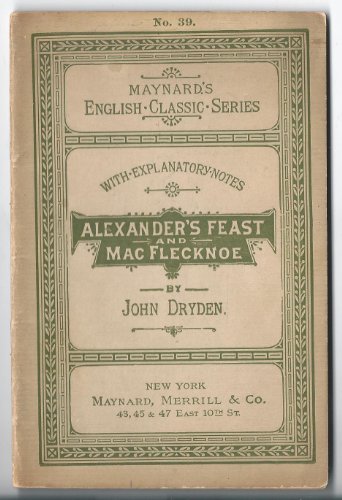 No. 39.
MAYNARD'S
ENGLISH·CLASSIC·SERIES
WITH·EXPLANATORY·NOTES
ALEXANDER'S FEAST
AND
MAC FLECKNOE
BY
JOHN DRYDEN.
NEW YORK
MAYNARD, MERRILL & CO.
43, 45 & 47 EAST 10TH ST.